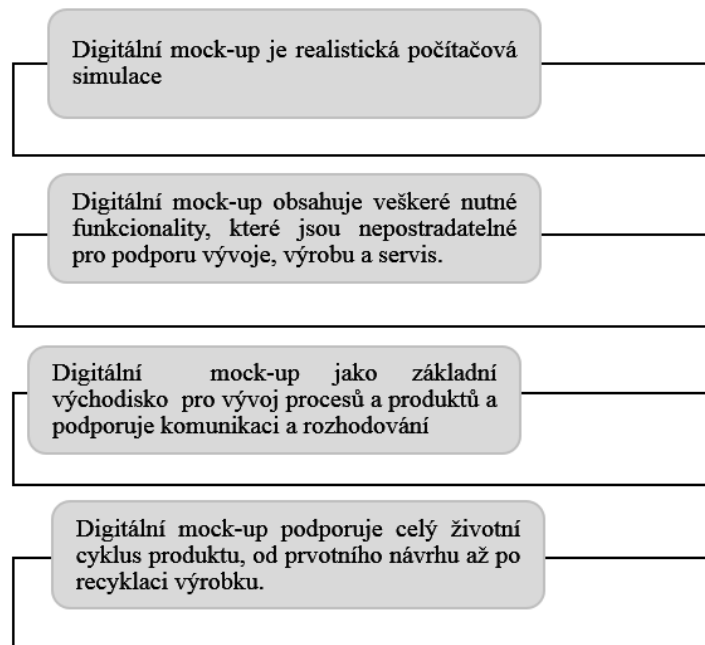 Digitální mock-up je realistická počítačová
simulace
Digitální mock-up obsahuje veškeré nutné
funkcionality, které jsou nepostradatelné
pro podporu vývoje, výrobu a servis.
Digitální mock-up jako základní
východisko pro vývoj procesů a produktů a
podporuje komunikaci a rozhodování
Digitální mock-up podporuje celý životní
cyklus produktu, od prvotního návrhu až po
recyklaci výrobku.